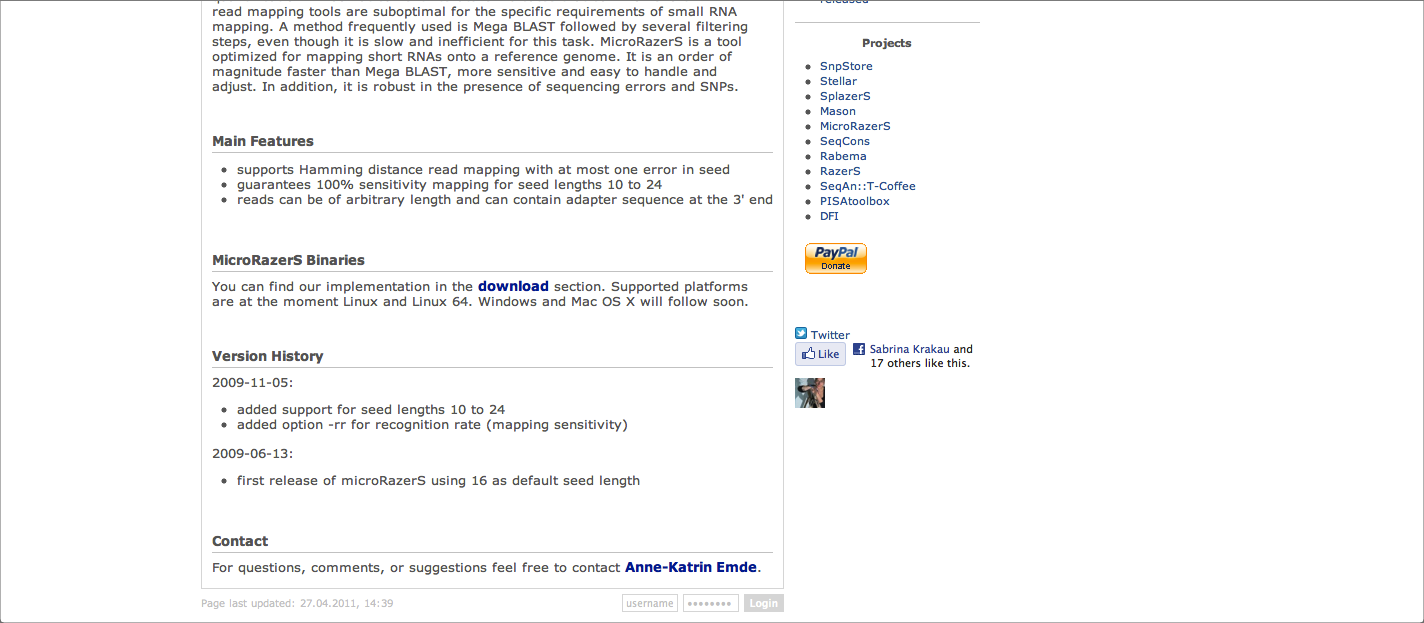 read mapping tools are suboptimal for the specific requirements of small RNA
mapping. A method frequently used is Mega BLAST followed by several filtering
steps, even though it is slow and inefficient for this task. MicroRazerS is a tool
optimized for mapping short RNAs onto a reference genome. It is an order of
magnitude faster than Mega BLAST, more sensitive and easy to handle and
adjust. In addition, it is robust in the presence of sequencing errors and SNPs.
Main Features
• supports Hamming distance read mapping with at most one error in seed
• guarantees 100% sensitivity mapping for seed lengths 10 to 24
• reads can be of arbitrary length and can contain adapter sequence at the 3' end
MicroRazerS Binaries
You can find our implementation in the download section. Supported platforms
are at the moment Linux and Linux 64. Windows and Mac OS X will follow soon.
Version History
2009-11-05:
• added support for seed lengths 10 to 24
• added option -rr for recognition rate (mapping sensitivity)
2009-06-13:
• first release of microRazerS using 16 as default seed length
Contact
For questions, comments, or suggestions feel free to contact Anne-Katrin Emde.
Page last updated: 27.04.2011, 14:39
username •••••••• Login
released
Projects
• SnpStore
• Stellar
• SplazerS
• Mason
• MicroRazerS
• SeqCons
• Rabema
• RazerS
• SeqAn::T-Coffee
• PISAtoolbox
• DFI
PayPal
Donate
Twitter
Like
Sabrina Krakau and
17 others like this.